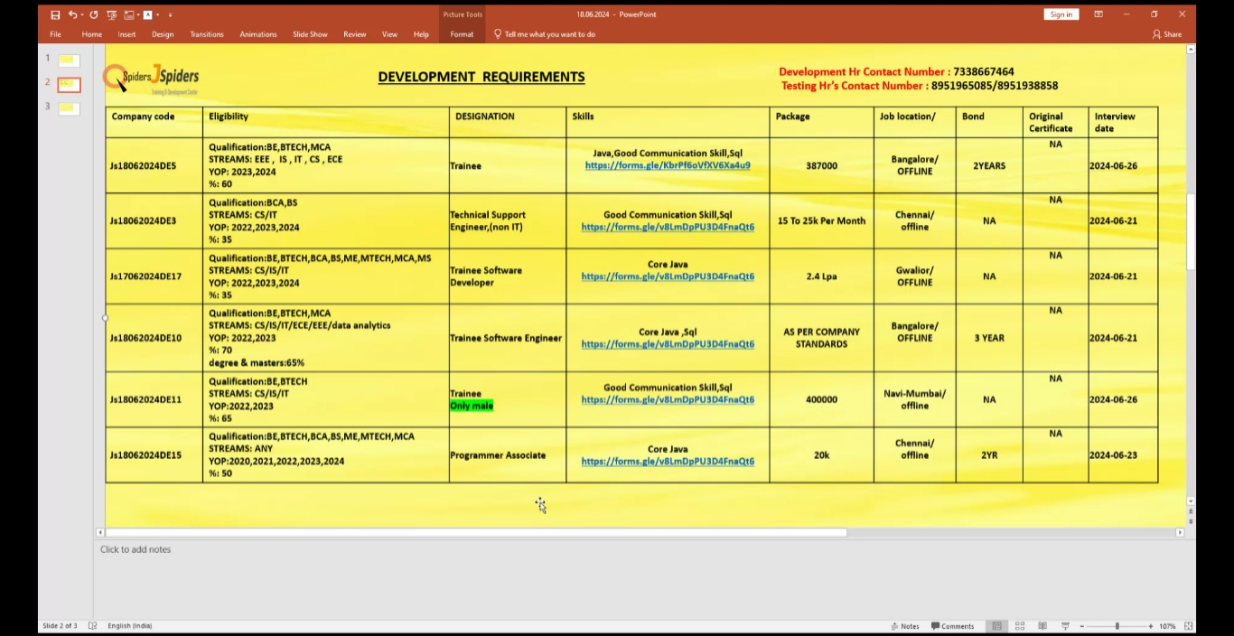 18.06.2024 - PowerPoint
Picture Tools
Sign in
File Home Insert Design Transitions Animations Slide Show Review View Help Format Tell me what you want to do
Share
1
2
3
QSpiders JSpiders
Training & Development Center
DEVELOPMENT REQUIREMENTS
Development Hr Contact Number : 7338667464
Testing Hr's Contact Number : 8951965085/8951938858
Company code Eligibility DESIGNATION Skills Package Job location/ Bond Original Certificate Interview date
Js18062024DE5
Qualification:BE,BTECH,MCA
STREAMS: EEE , IS , IT , CS , ECE
YOP: 2023,2024
%: 60
Trainee
Java,Good Communication Skill,Sql
https://forms.gle/KbrPf6oVfXV6Xa4u9
387000
Bangalore/
OFFLINE
2YEARS
NA
2024-06-26
Js18062024DE3
Qualification:BCA,BS
STREAMS: CS/IT
YOP: 2022,2023,2024
%: 35
Technical Support
Engineer,(non IT)
Good Communication Skill,Sql
https://forms.gle/v8LmDpPU3D4FnaQt6
15 To 25k Per Month
Chennai/
offline
NA
NA
2024-06-21
Js17062024DE17
Qualification:BE,BTECH,BCA,BS,ME,MTECH,MCA,MS
STREAMS: CS/IS/IT
YOP: 2022,2023,2024
%: 35
Trainee Software
Developer
Core Java
https://forms.gle/v8LmDpPU3D4FnaQt6
2.4 Lpa
Gwalior/
OFFLINE
NA
NA
2024-06-21
Js18062024DE10
Qualification:BE,BTECH,MCA
STREAMS: CS/IS/IT/ECE/EEE/data analytics
YOP: 2022,2023
%: 70
degree & masters:65%
Trainee Software Engineer
Core Java ,Sql
https://forms.gle/v8LmDpPU3D4FnaQt6
AS PER COMPANY
STANDARDS
Bangalore/
OFFLINE
3 YEAR
NA
2024-06-21
Js18062024DE11
Qualification:BE,BTECH
STREAMS: CS/IS/IT
YOP:2022,2023
%: 65
Trainee
Only male
Good Communication Skill,Sql
https://forms.gle/v8LmDpPU3D4FnaQt6
400000
Navi-Mumbai/
offline
NA
NA
2024-06-26
Js18062024DE15
Qualification:BE,BTECH,BCA,BS,ME,MTECH,MCA
STREAMS: ANY
YOP:2020,2021,2022,2023,2024
%: 50
Programmer Associate
Core Java
https://forms.gle/v8LmDpPU3D4FnaQt6
20k
Chennai/
offline
2YR
NA
2024-06-23
Click to add notes
Slide 2 of 3 English (India) Notes Comments 107%